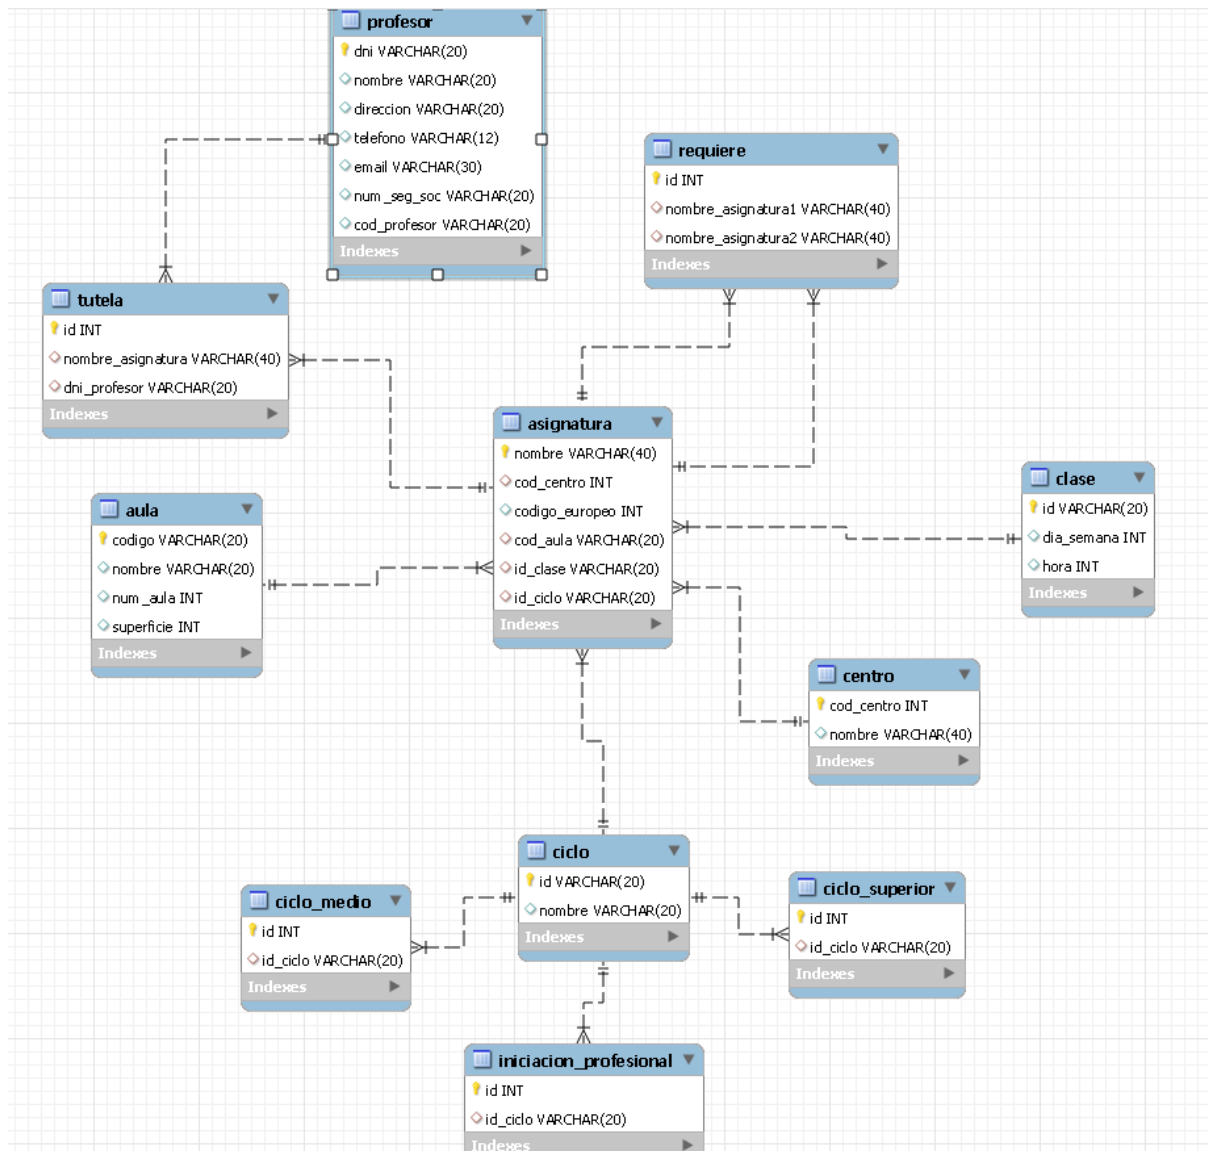 profesor
dni VARCHAR(20)
nombre VARCHAR(20)
direccion VARCHAR(20)
telefono VARCHAR(12)
email VARCHAR(30)
num_seg_soc VARCHAR(20)
cod_profesor VARCHAR(20)
Indexes
requiere
id INT
nombre_asignatura1 VARCHAR(40)
nombre_asignatura2 VARCHAR(40)
Indexes
tutela
id INT
nombre_asignatura VARCHAR(40)
dni_profesor VARCHAR(20)
Indexes
asignatura
nombre VARCHAR(40)
cod_centro INT
codigo_europeo INT
cod_aula VARCHAR(20)
id_clase VARCHAR(20)
id_ciclo VARCHAR(20)
Indexes
clase
id VARCHAR(20)
dia_semana INT
hora INT
Indexes
aula
codigo VARCHAR(20)
nombre VARCHAR(20)
num_aula INT
superficie INT
Indexes
centro
cod_centro INT
nombre VARCHAR(40)
Indexes
ciclo
id VARCHAR(20)
nombre VARCHAR(20)
Indexes
ciclo_medio
id INT
id_ciclo VARCHAR(20)
Indexes
ciclo_superior
id INT
id_ciclo VARCHAR(20)
Indexes
iniciacion_profesional
id INT
id_ciclo VARCHAR(20)
Indexes